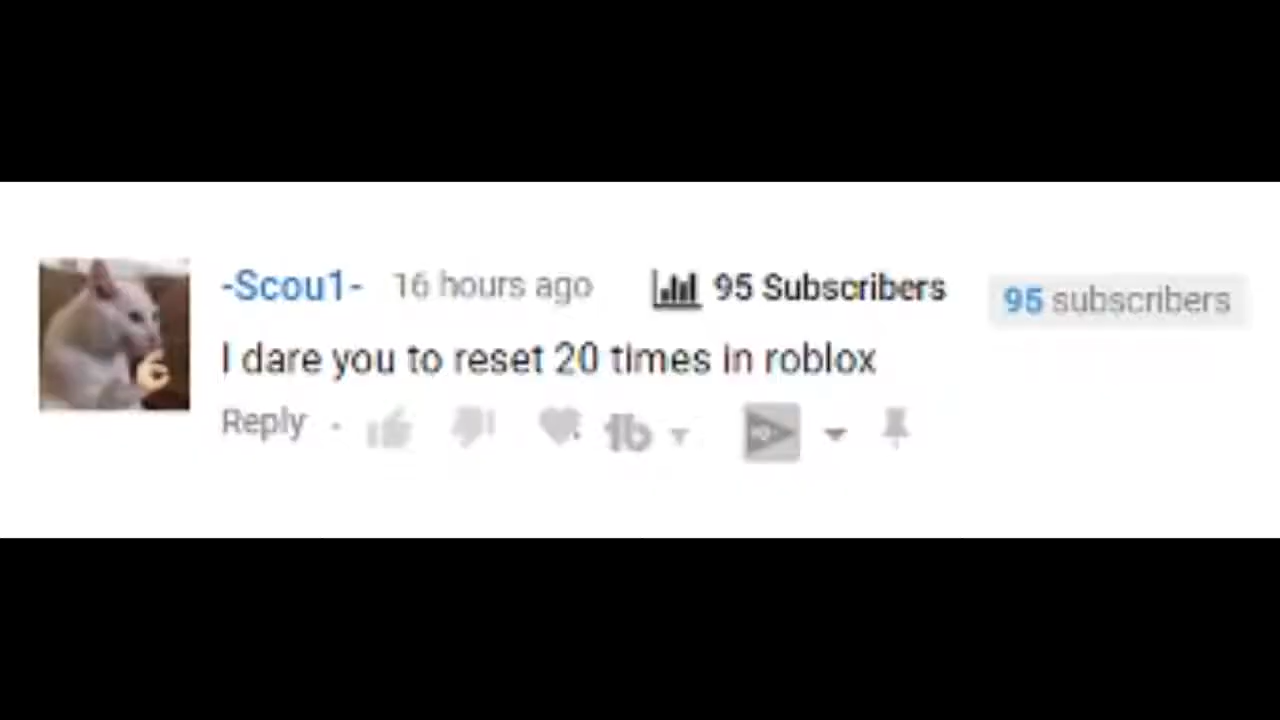 -Scou1- 16 hours ago 95 Subscribers 95 subscribers
I dare you to reset 20 times in roblox
Reply